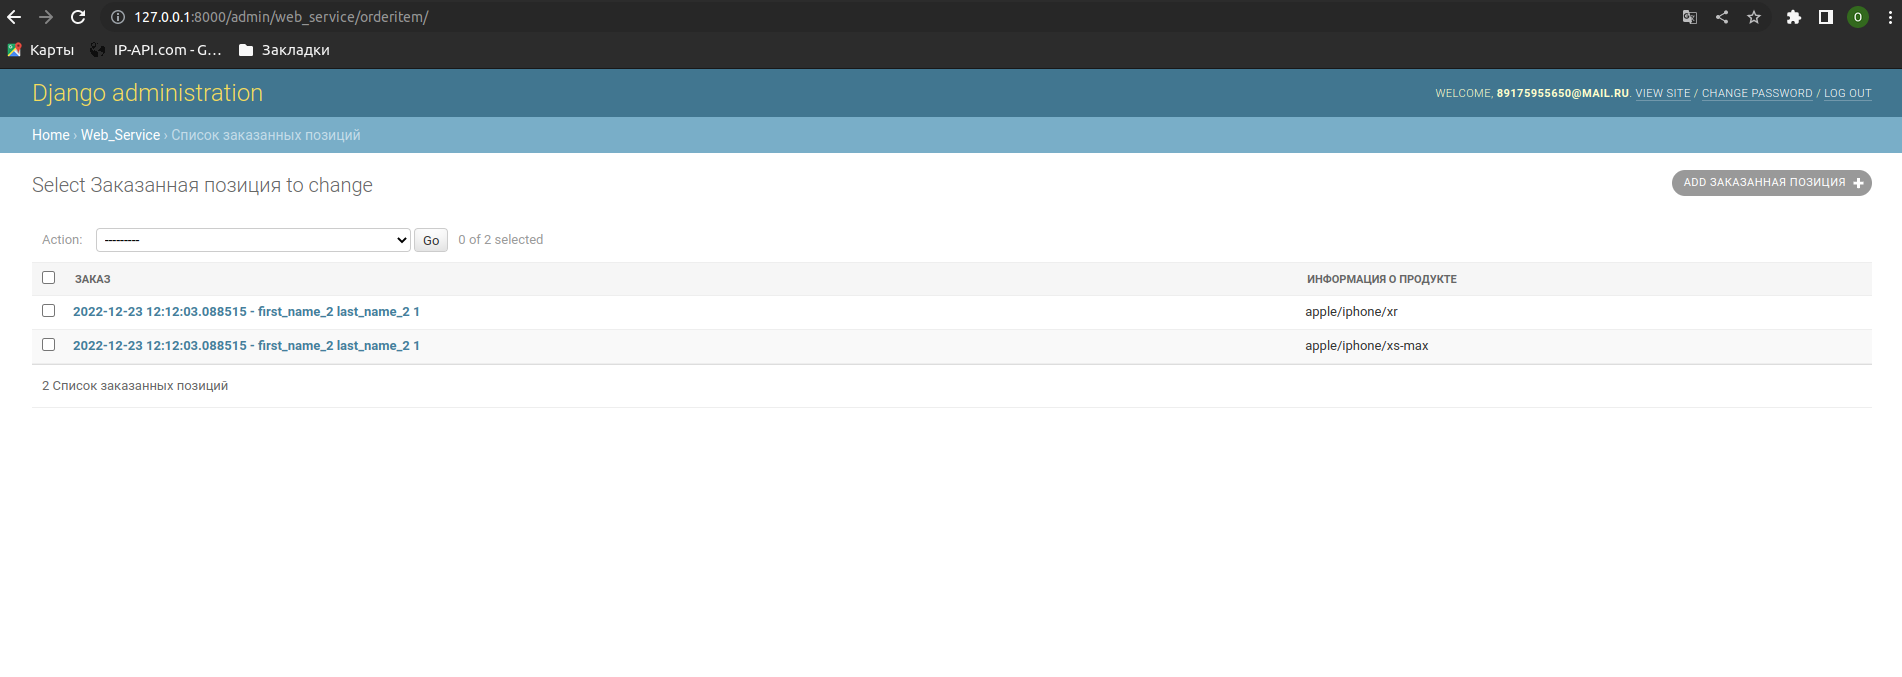 127.0.0.1:8000/admin/web_service/orderitem/
O
Карты IP-API.com - G... Закладки
Django administration
WELCOME, 89175955650@MAIL.RU. VIEW SITE / CHANGE PASSWORD / LOG OUT
Home › Web_Service › Список заказанных позиций
Select Заказанная позиция to change
ADD ЗАКАЗАННАЯ ПОЗИЦИЯ +
Action: --------- Go 0 of 2 selected
ЗАКАЗ ИНФОРМАЦИЯ О ПРОДУКТЕ
2022-12-23 12:12:03.088515 - first_name_2 last_name_2 1 apple/iphone/xr
2022-12-23 12:12:03.088515 - first_name_2 last_name_2 1 apple/iphone/xs-max
2 Список заказанных позиций